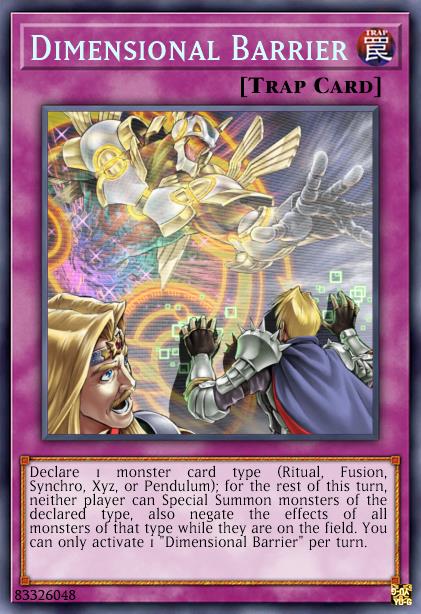 DIMENSIONAL BARRIER
TRAP
罠
[TRAP CARD]
Declare 1 monster card type (Ritual, Fusion,
Synchro, Xyz, or Pendulum); for the rest of this turn,
neither player can Special Summon monsters of the
declared type, also negate the effects of all
monsters of that type while they are on the field. You
can only activate 1 "Dimensional Barrier" per turn.
83326048